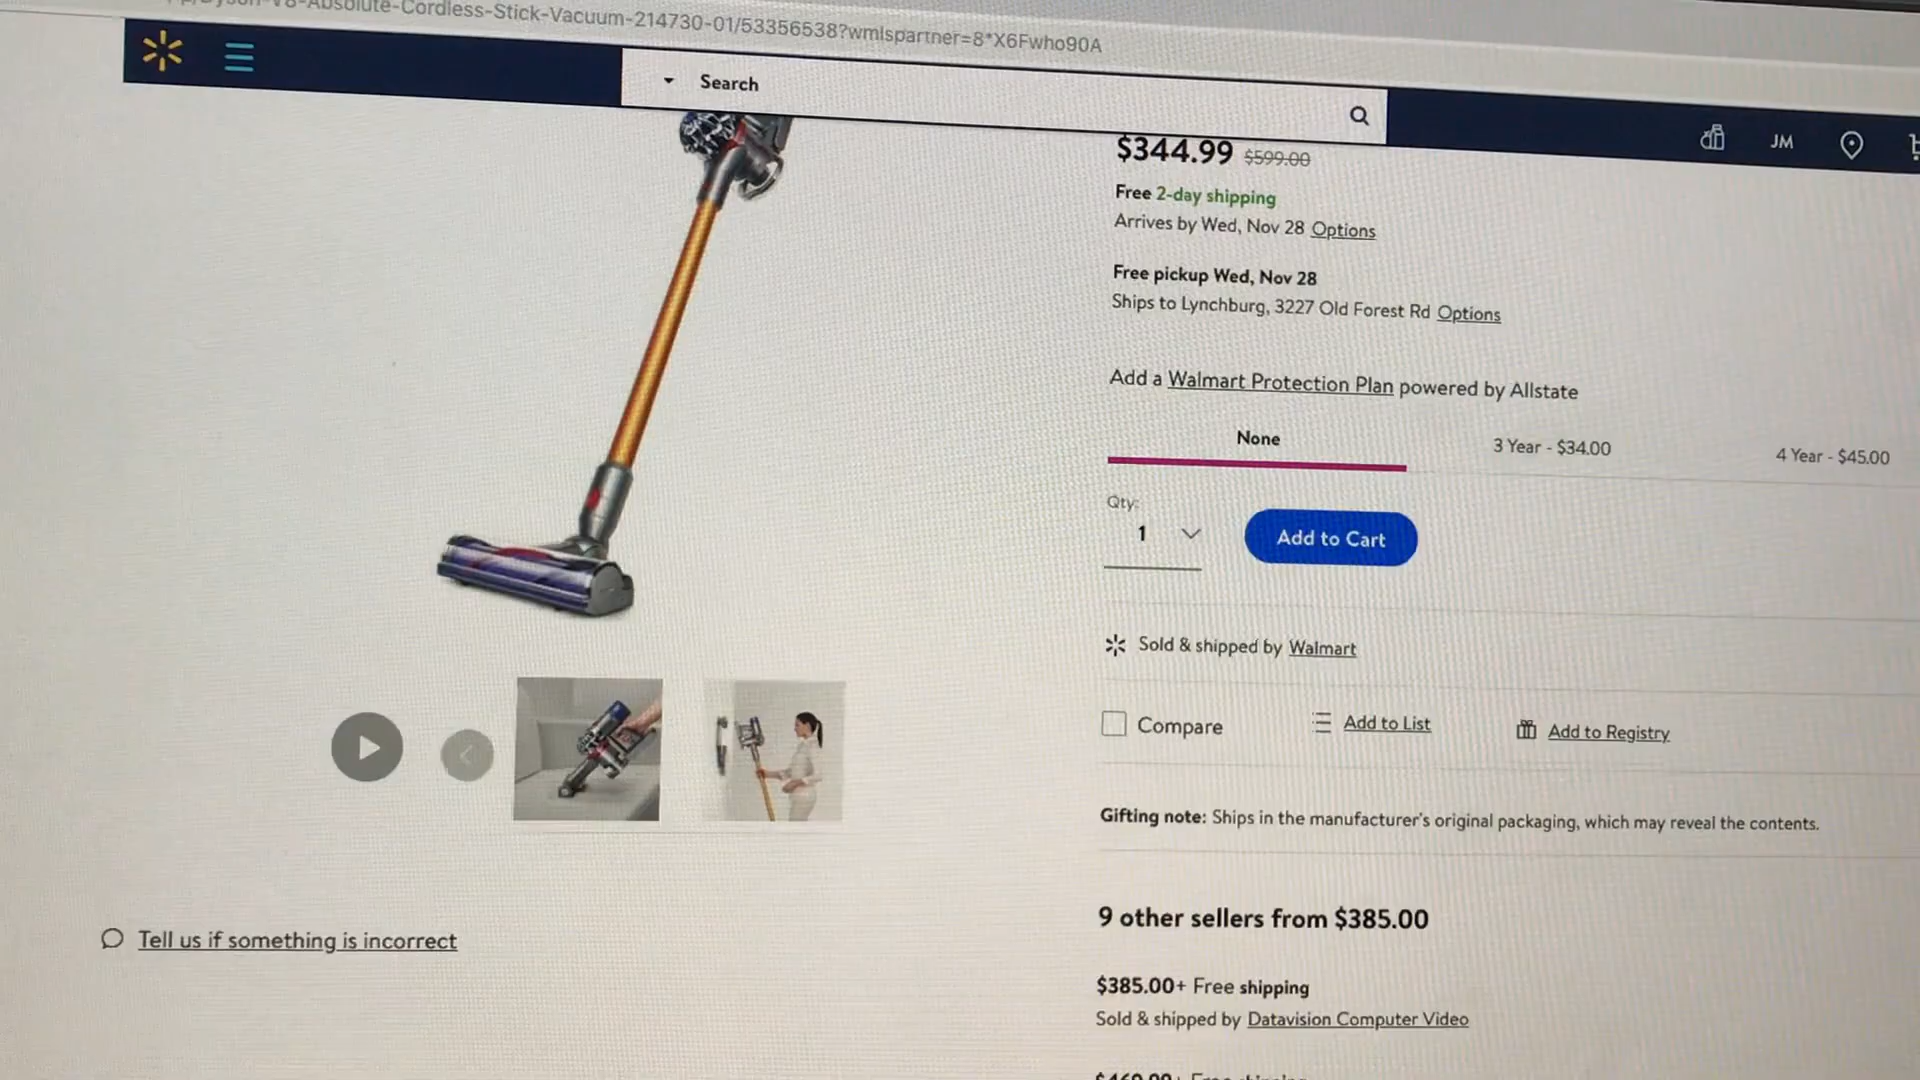 -Absolute-Cordless-Stick-Vacuum-214730-01/53356538?wmlspartner=8*X6Fwho90A
Search
JM
$344.99 $599.00
Free 2-day shipping
Arrives by Wed, Nov 28 Options
Free pickup Wed, Nov 28
Ships to Lynchburg, 3227 Old Forest Rd Options
Add a Walmart Protection Plan powered by Allstate
None 3 Year - $34.00 4 Year - $45.00
Qty:
1 Add to Cart
Sold & shipped by Walmart
Compare Add to List Add to Registry
Gifting note: Ships in the manufacturer's original packaging, which may reveal the contents.
9 other sellers from $385.00
Tell us if something is incorrect
$385.00+ Free shipping
Sold & shipped by Datavision Computer Video